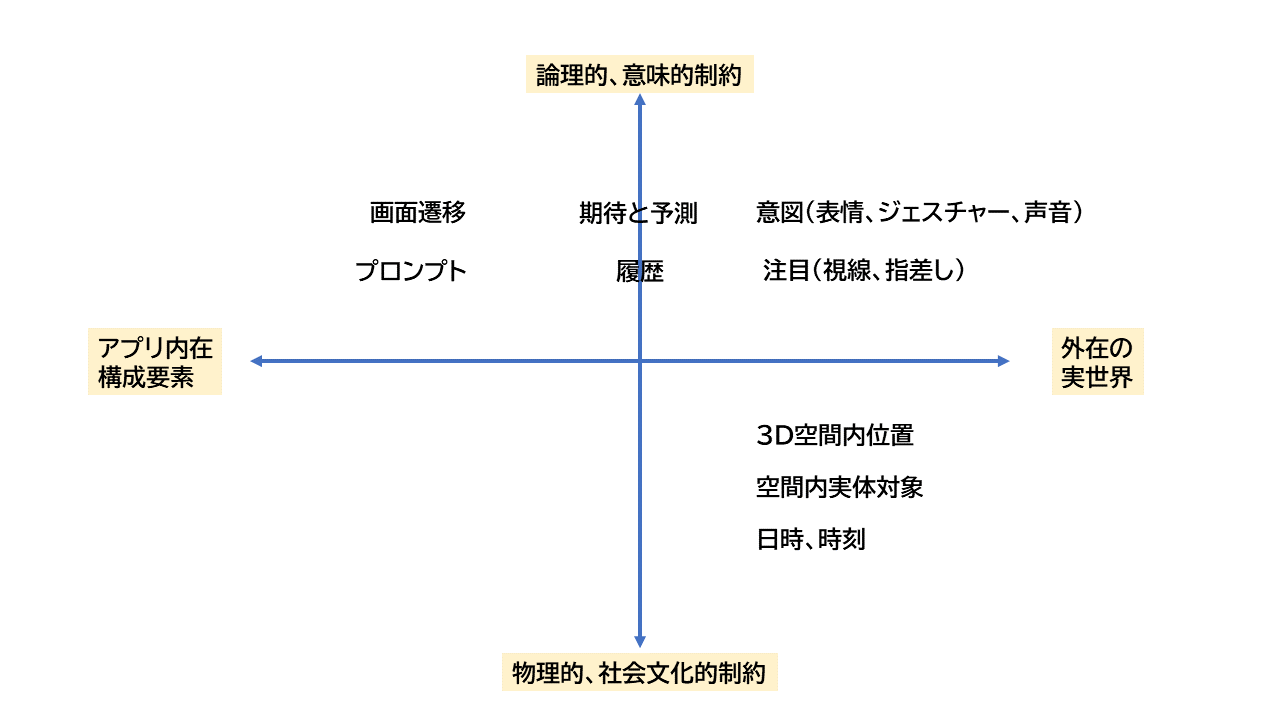 論理的、意味的制約
画面遷移
期待と予測
意図（表情、ジェスチャー、声音）
プロンプト
履歴
注目（視線、指差し）
アプリ内在
構成要素
外在の
実世界
3D空間内位置
空間内実体対象
日時、時刻
物理的、社会文化的制約